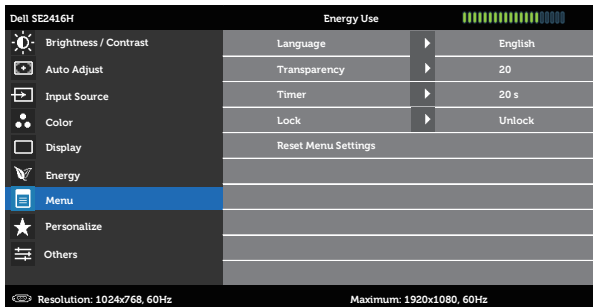 Dell SE2416H Energy Use
Brightness / Contrast Language English
Auto Adjust Transparency 20
Input Source Timer 20 s
Color Lock Unlock
Display Reset Menu Settings
Energy
Menu
Personalize
Others
Resolution: 1024x768, 60Hz Maximum: 1920x1080, 60Hz